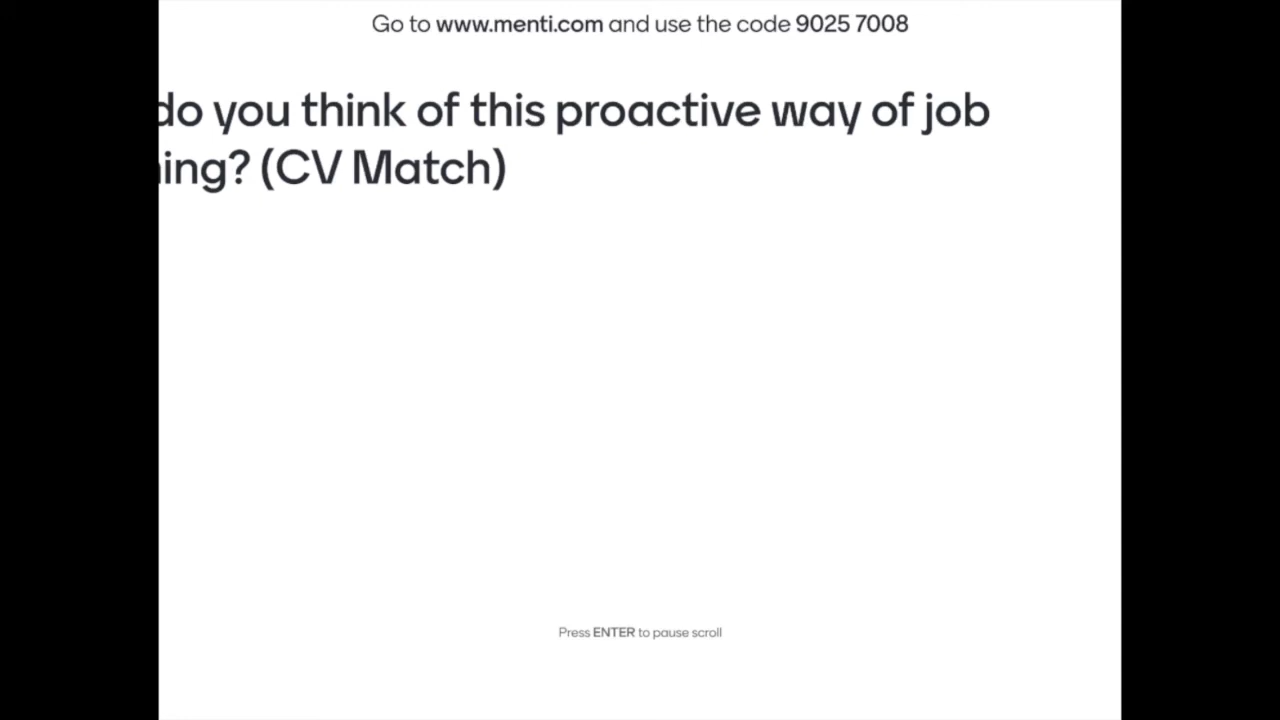 Go to www.menti.com and use the code 9025 7008
do you think of this proactive way of job
ing? (CV Match)
Press ENTER to pause scroll